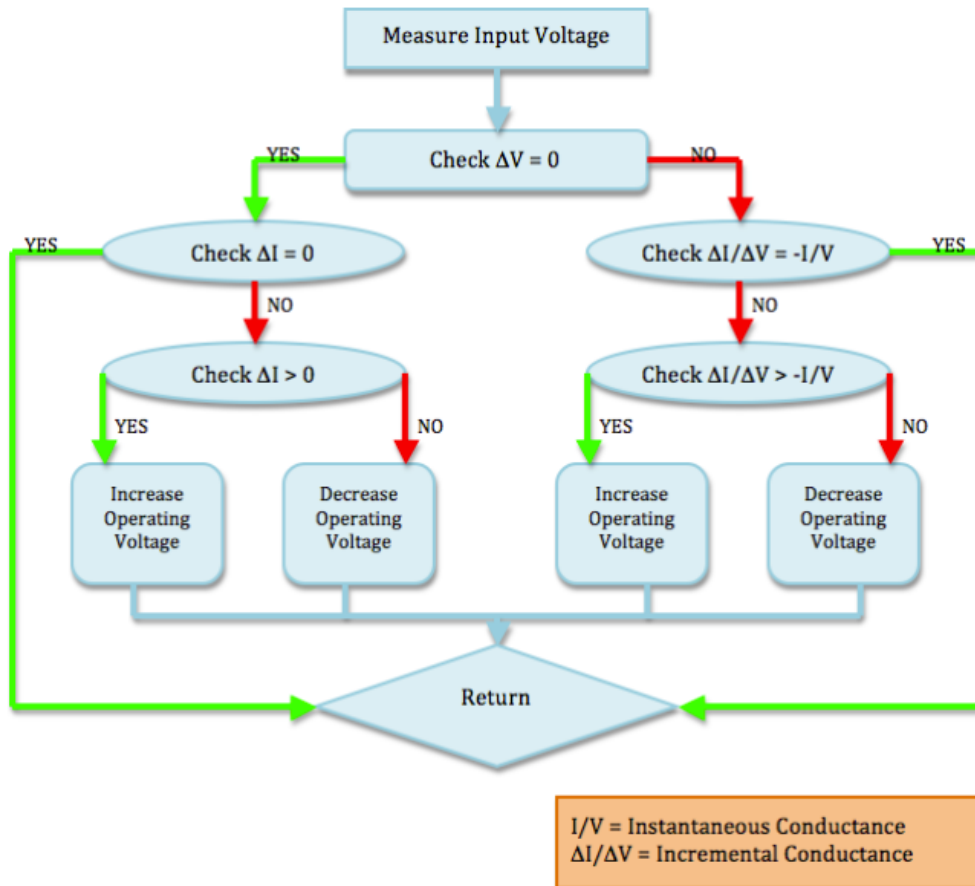 Measure Input Voltage
YES
Check ΔV = 0
NO
YES
Check ΔI = 0
Check ΔI/ΔV = -I/V
YES
NO
NO
Check ΔI > 0
Check ΔI/ΔV > -I/V
YES
NO
YES
NO
Increase
Operating
Voltage
Decrease
Operating
Voltage
Increase
Operating
Voltage
Decrease
Operating
Voltage
Return
I/V = Instantaneous Conductance
ΔI/ΔV = Incremental Conductance